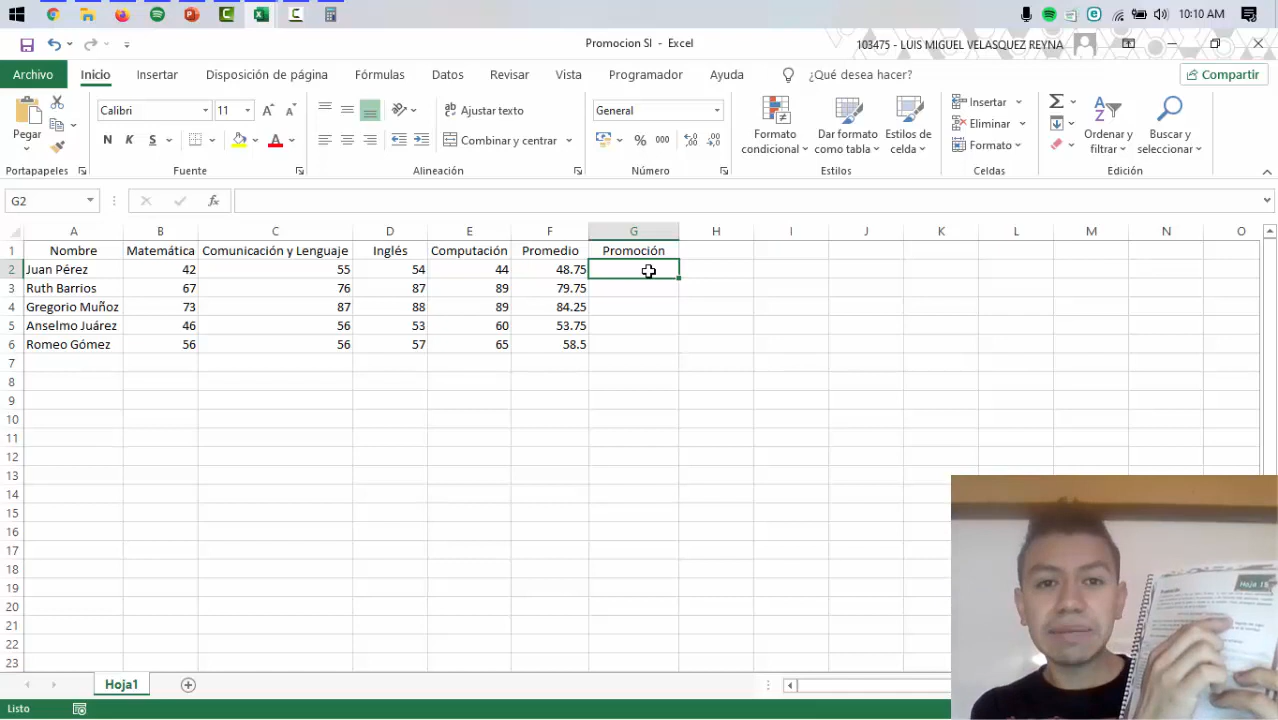 10:10 AM
Promocion SI - Excel
103475 - LUIS MIGUEL VELASQUEZ REYNA
Archivo Inicio Insertar Disposición de página Fórmulas Datos Revisar Vista Programador Ayuda ¿Qué desea hacer? Compartir
Calibri 11 Ajustar texto General Insertar
Pegar Formato condicional Dar formato como tabla Estilos de celda Eliminar Ordenar y filtrar Buscar y seleccionar
N K S Combinar y centrar % 000 Formato
Portapapeles Fuente Alineación Número Estilos Celdas Edición
G2 fx
A B C D E F G H I J K L M N O
1 Nombre Matemática Comunicación y Lenguaje Inglés Computación Promedio Promoción
2 Juan Pérez 42 55 54 44 48.75
3 Ruth Barrios 67 76 87 89 79.75
4 Gregorio Muñoz 73 87 88 89 84.25
5 Anselmo Juárez 46 56 53 60 53.75
6 Romeo Gómez 56 56 57 65 58.5
7
8
9
10
11
12
13
14
15
16
17
18
19
20
21
22
23
Hoja1
Listo